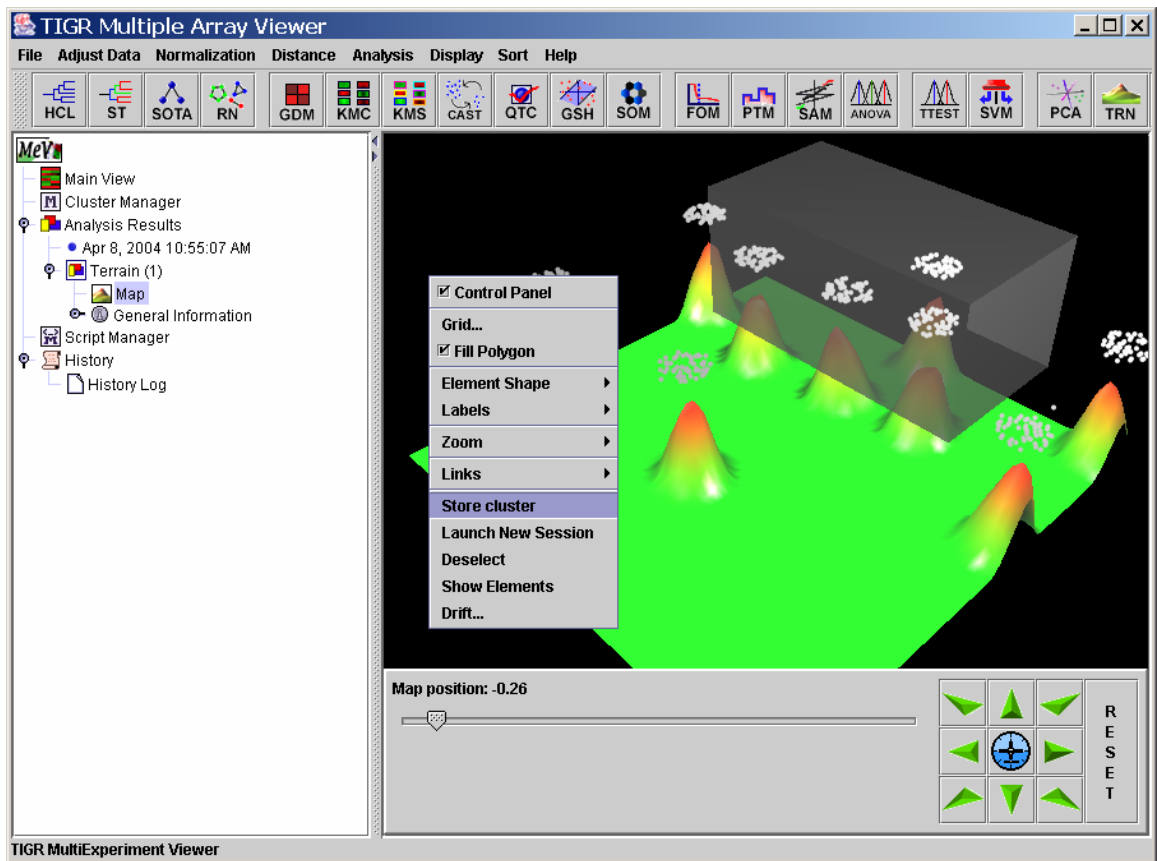 TIGR Multiple Array Viewer
File Adjust Data Normalization Distance Analysis Display Sort Help
HCL ST SOTA RN GDM KMC KMS CAST QTC GSH SOM FOM PTM SAM ANOVA TTEST SVM PCA TRN
MeV
Main View
M Cluster Manager
Analysis Results
Apr 8, 2004 10:55:07 AM
Terrain (1)
Map
General Information
Script Manager
History
History Log
Control Panel
Grid...
Fill Polygon
Element Shape
Labels
Zoom
Links
Store cluster
Launch New Session
Deselect
Show Elements
Drift...
Map position: -0.26
RESET
TIGR MultiExperiment Viewer